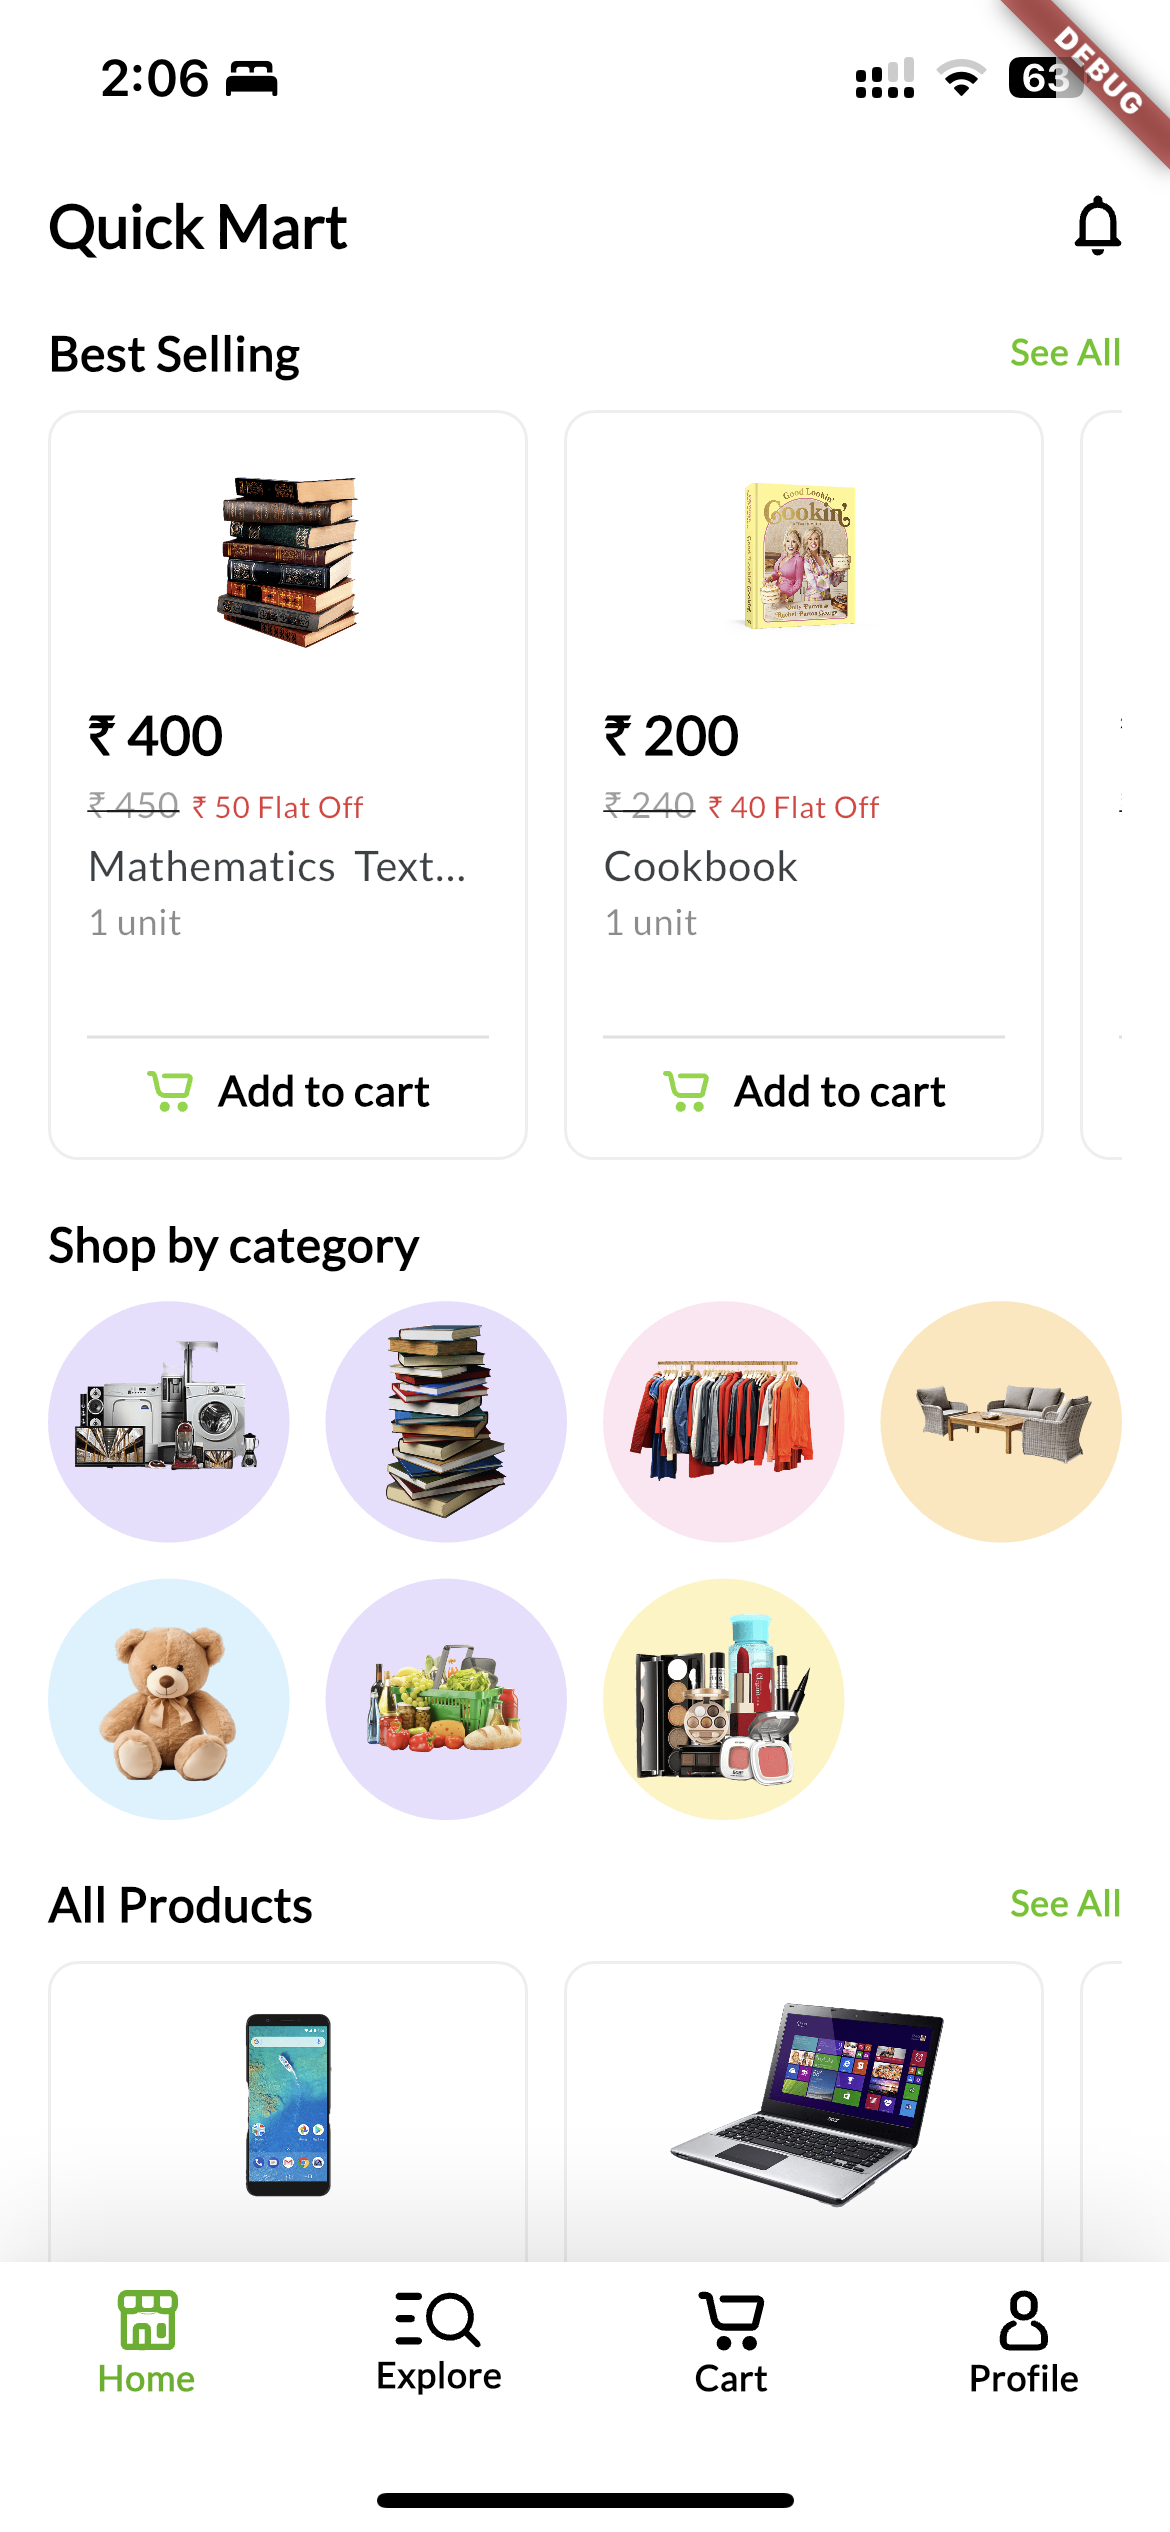 2:06
63
DEBUG
Quick Mart
Best Selling See All
Good Lookin'
Cookin'
₹ 400 ₹ 200
₹ 450 ₹ 50 Flat Off ₹ 240 ₹ 40 Flat Off
Mathematics Text... Cookbook
1 unit 1 unit
Add to cart Add to cart
Shop by category
All Products See All
Home Explore Cart Profile